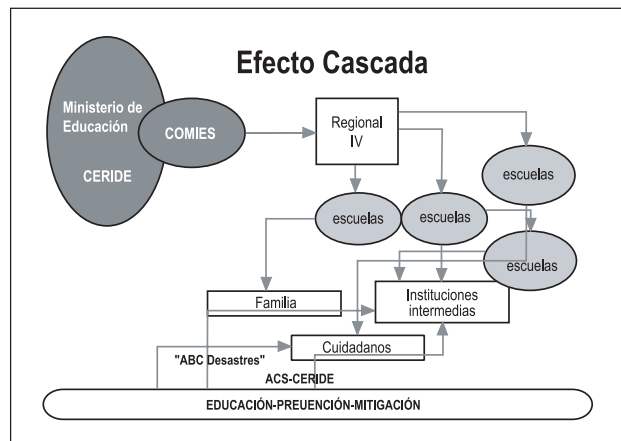 Efecto Cascada
Ministerio de
Educación
CERIDE
COMIES
Regional
IV
escuelas
escuelas
escuelas
escuelas
Familia
Instituciones
intermedias
Cuidadanos
"ABC Desastres"
ACS-CERIDE
EDUCACIÓN-PREUENCIÓN-MITIGACIÓN